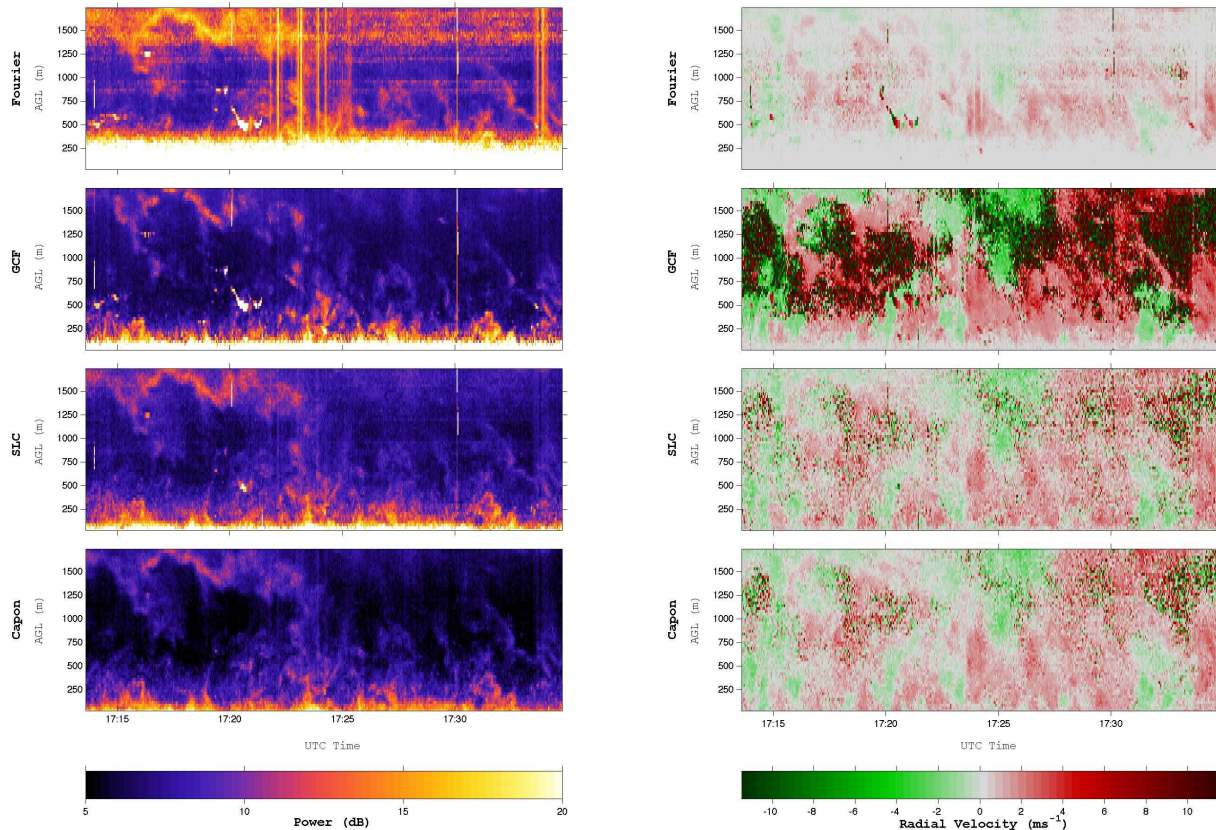 Fourier
AGL (m)
1500
1250
1000
750
500
250
GCF
AGL (m)
1500
1250
1000
750
500
250
SLC
AGL (m)
1500
1250
1000
750
500
250
Capon
AGL (m)
1500
1250
1000
750
500
250
17:15 17:20 17:25 17:30
UTC Time
5 10 15 20
Power (dB)
Fourier
AGL (m)
1500
1250
1000
750
500
250
GCF
AGL (m)
1500
1250
1000
750
500
250
SLC
AGL (m)
1500
1250
1000
750
500
250
Capon
AGL (m)
1500
1250
1000
750
500
250
17:15 17:20 17:25 17:30
UTC Time
-10 -8 -6 -4 -2 0 2 4 6 8 10
Radial Velocity (ms⁻¹)